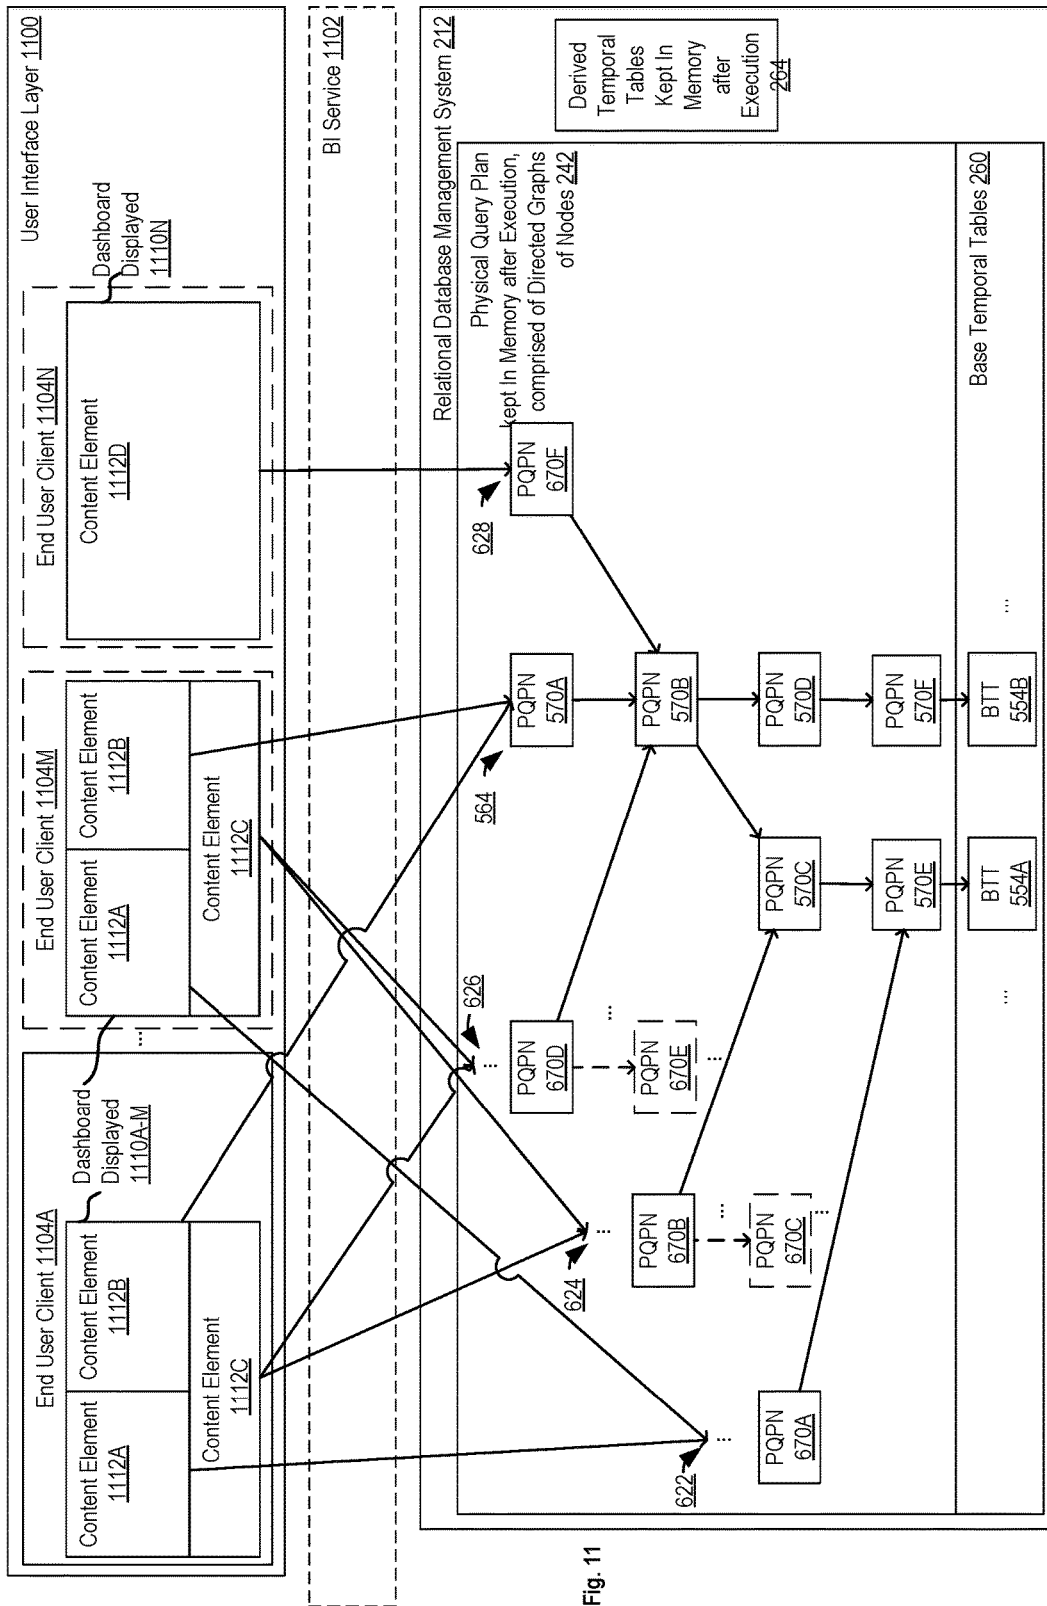 User Interface Layer 1100
End User Client 1104A
Content Element
1112A
Content Element
1112B
Content Element
1112C
Dashboard
Displayed
1110A-M
...
End User Client 1104M
Content Element
1112A
Content Element
1112B
Content Element
1112C
End User Client 1104N
Content Element
1112D
Dashboard
Displayed
1110N
BI Service 1102
Relational Database Management System 212
Physical Query Plan
kept In Memory after Execution,
comprised of Directed Graphs
of Nodes 242
Derived
Temporal
Tables
Kept In
Memory
after
Execution
264
622
...
PQPN
670A
624
...
PQPN
670B
...
PQPN
670C
...
626
...
PQPN
670D
...
PQPN
670E
...
564
PQPN
570A
628
PQPN
670F
PQPN
570B
PQPN
570C
PQPN
570D
PQPN
570E
PQPN
570F
Base Temporal Tables 260
...
BTT
554A
BTT
554B
...
Fig. 11